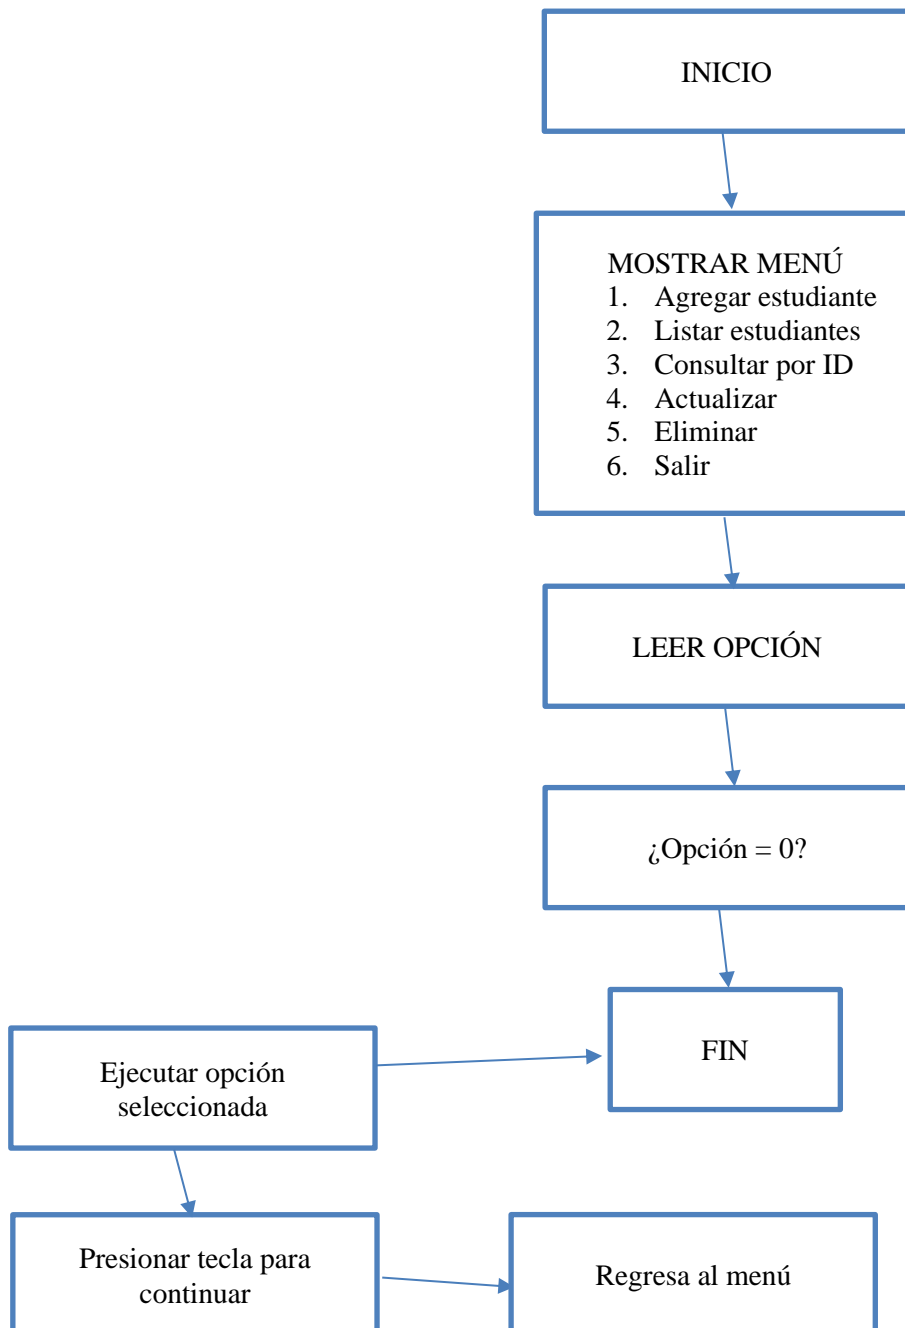 INICIO
MOSTRAR MENÚ
1. Agregar estudiante
2. Listar estudiantes
3. Consultar por ID
4. Actualizar
5. Eliminar
6. Salir
LEER OPCIÓN
¿Opción = 0?
FIN
Ejecutar opción
seleccionada
Presionar tecla para
continuar
Regresa al menú